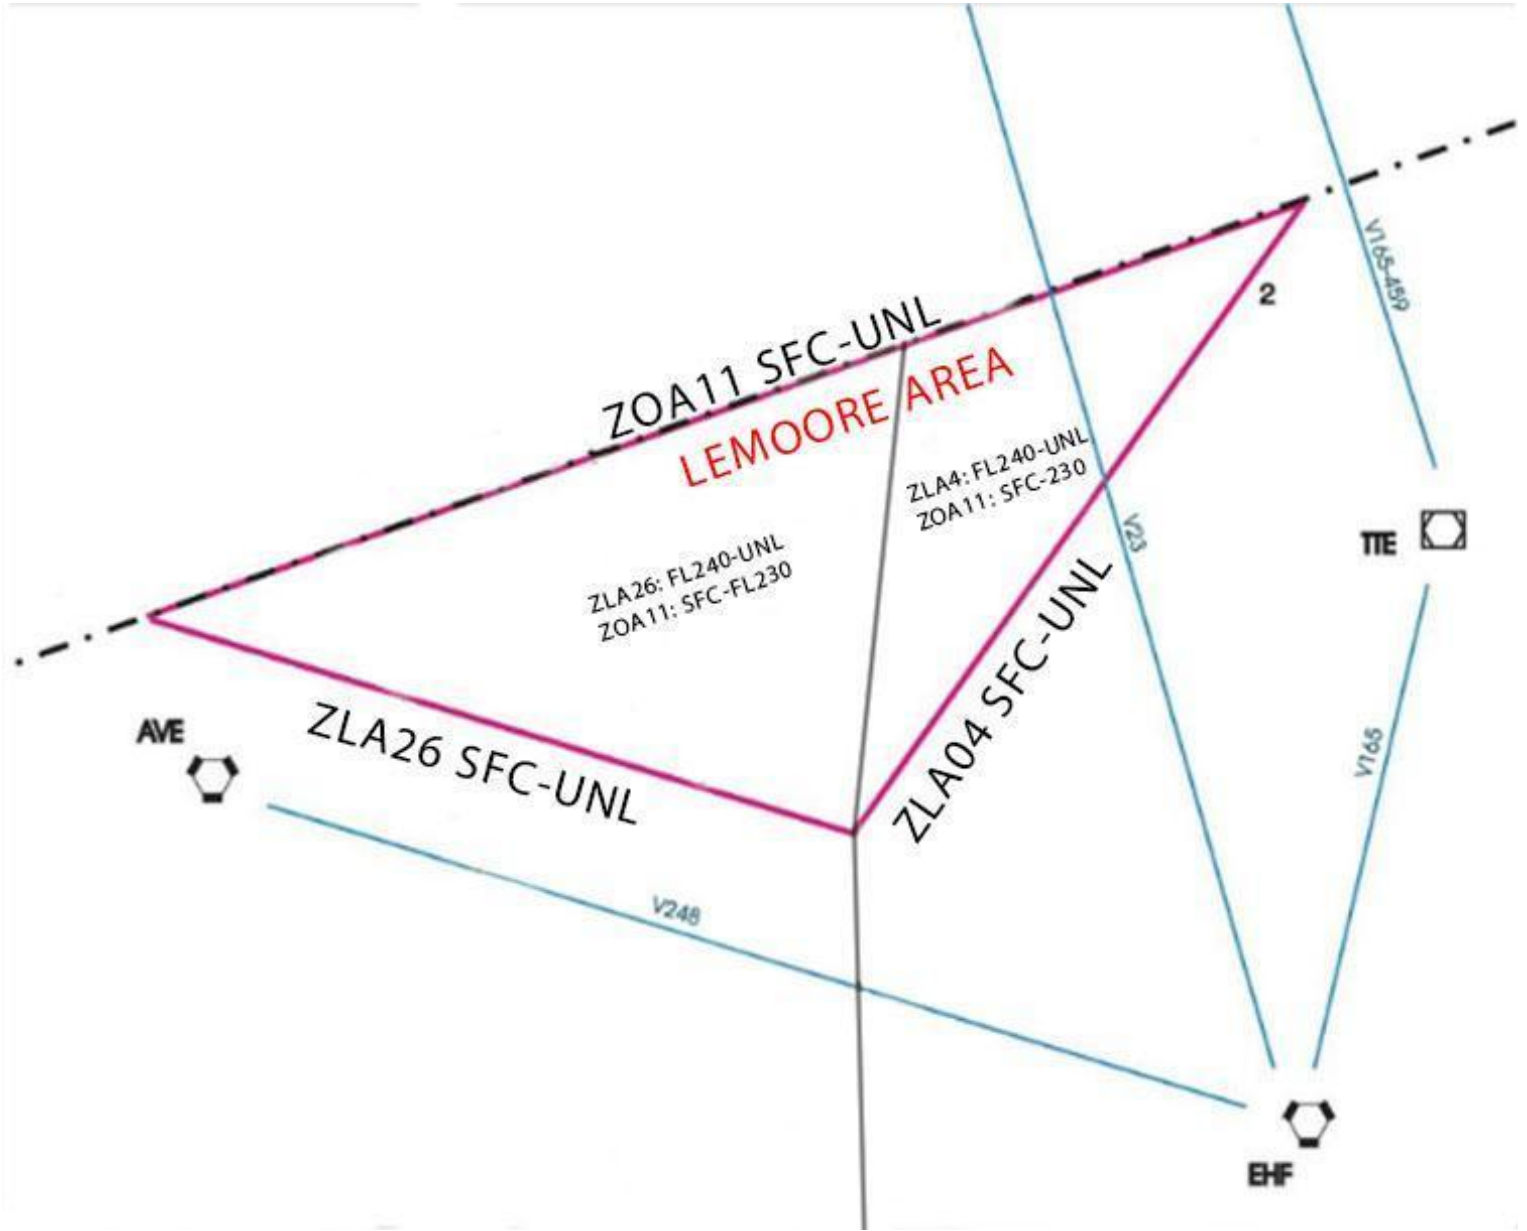 V165-459
2
ZOA11 SFC-UNL
LEMOORE AREA
ZLA4: FL240-UNL
ZOA11: SFC-230
V23
TTE
ZLA26: FL240-UNL
ZOA11: SFC-FL230
ZLA04 SFC-UNL
AVE
ZLA26 SFC-UNL
V165
V248
EHF